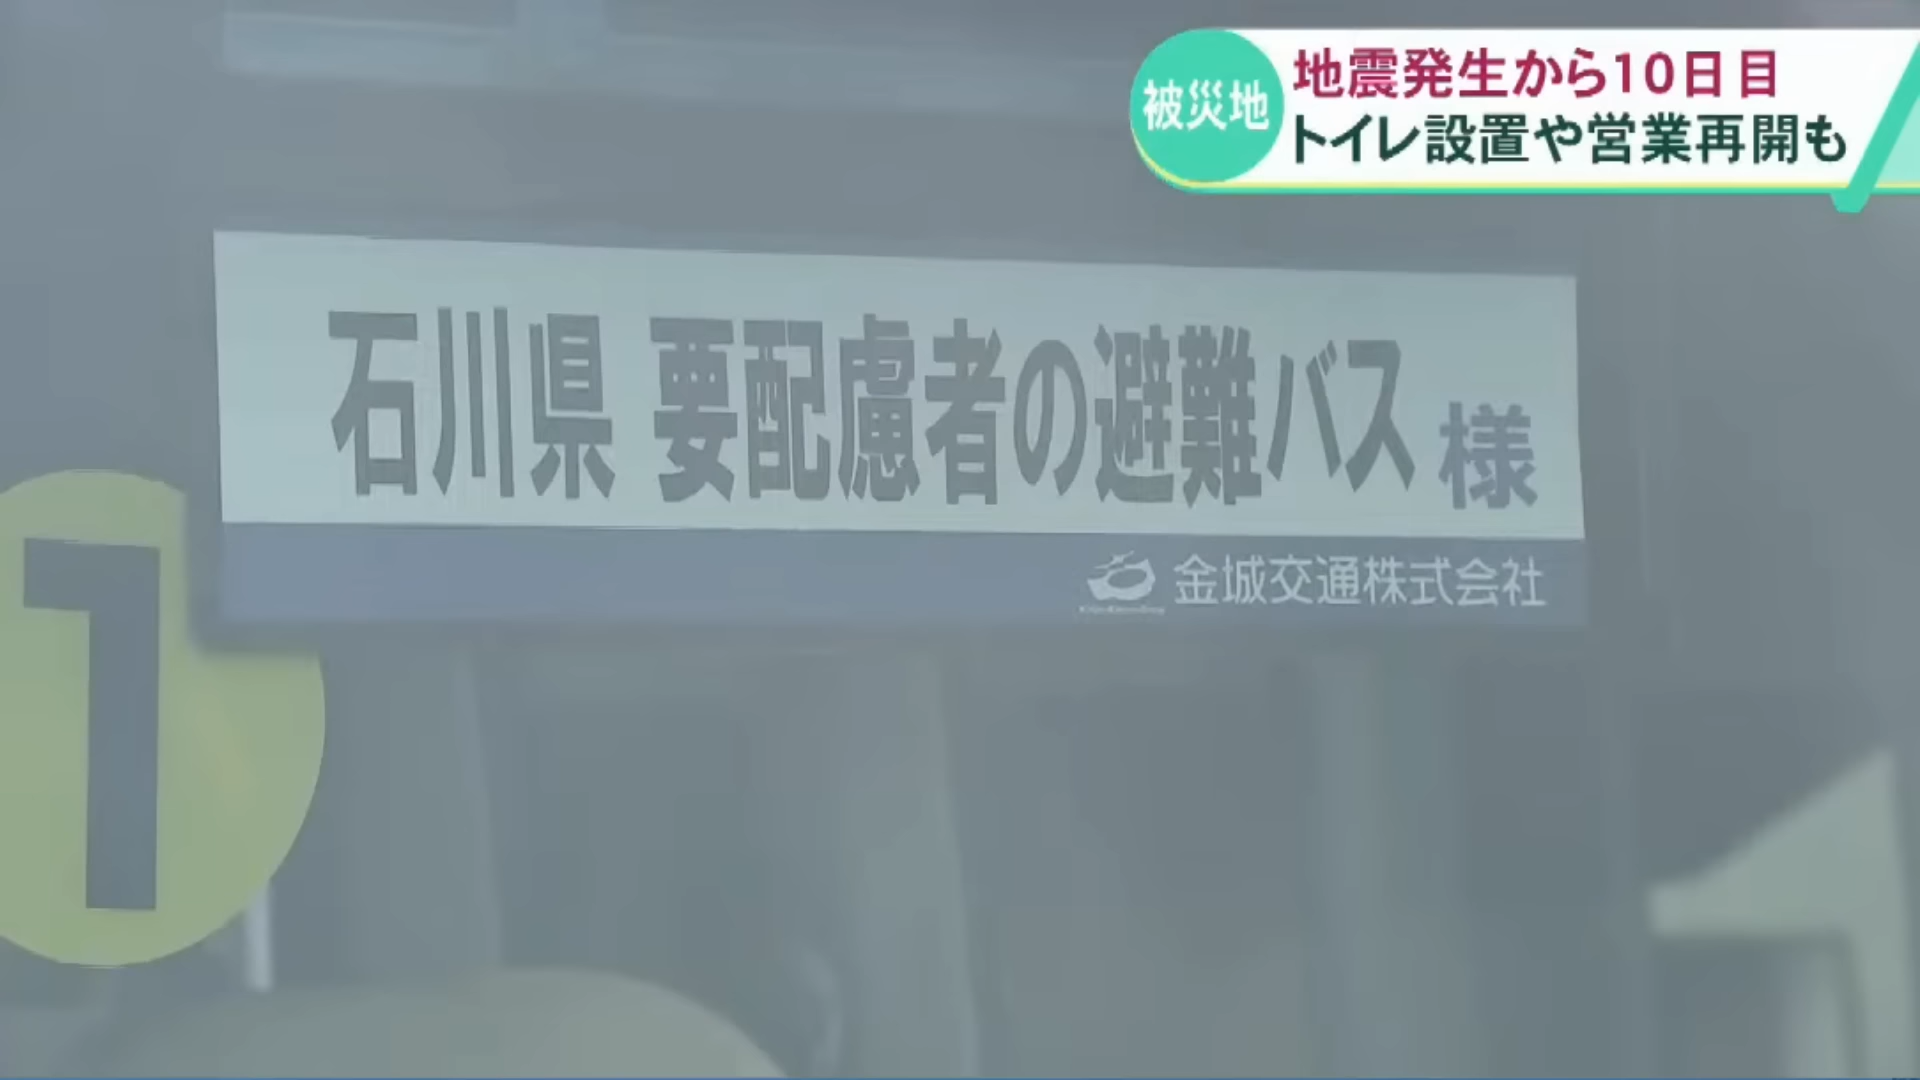 被災地
地震発生から10日目
トイレ設置や営業再開も
石川県 要配慮者の避難バス 様
金城交通株式会社
1